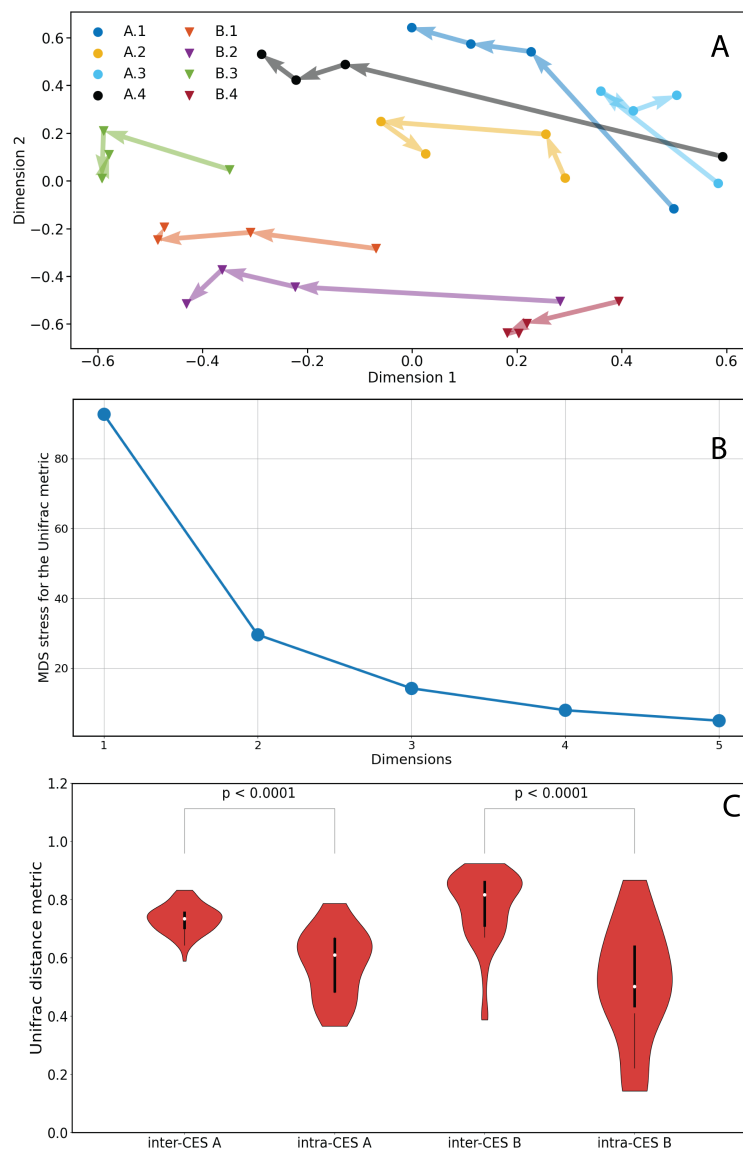 A
A.1 B.1
A.2 B.2
A.3 B.3
A.4 B.4
Dimension 2
0.6
0.4
0.2
0.0
−0.2
−0.4
−0.6
−0.6 −0.4 −0.2 0.0 0.2 0.4 0.6
Dimension 1
B
MDS stress for the Unifrac metric
80
60
40
20
1 2 3 4 5
Dimensions
C
p < 0.0001 p < 0.0001
Unifrac distance metric
1.2
1.0
0.8
0.6
0.4
0.2
0.0
inter-CES A intra-CES A inter-CES B intra-CES B